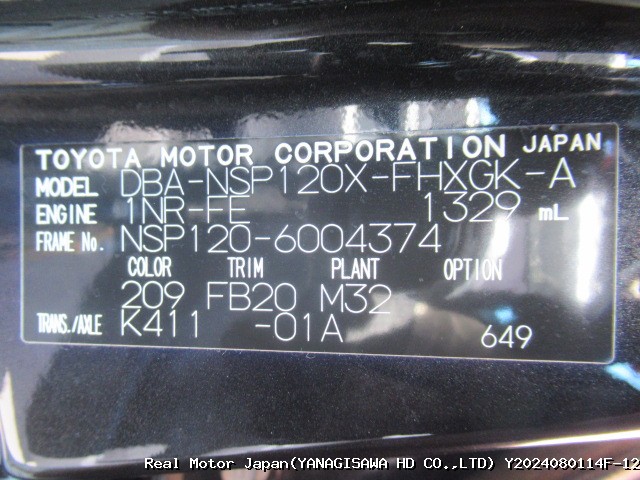 TOYOTA MOTOR CORPORATION JAPAN
MODEL DBA-NSP120X-FHXGK-A
ENGINE 1NR-FE 1329 mL
FRAME No. NSP120-6004374
COLOR TRIM PLANT OPTION
209 FB20 M32
TRANS./AXLE K411 -01A 649
Real Motor Japan(YANAGISAWA HD CO.,LTD) Y2024080114F-12